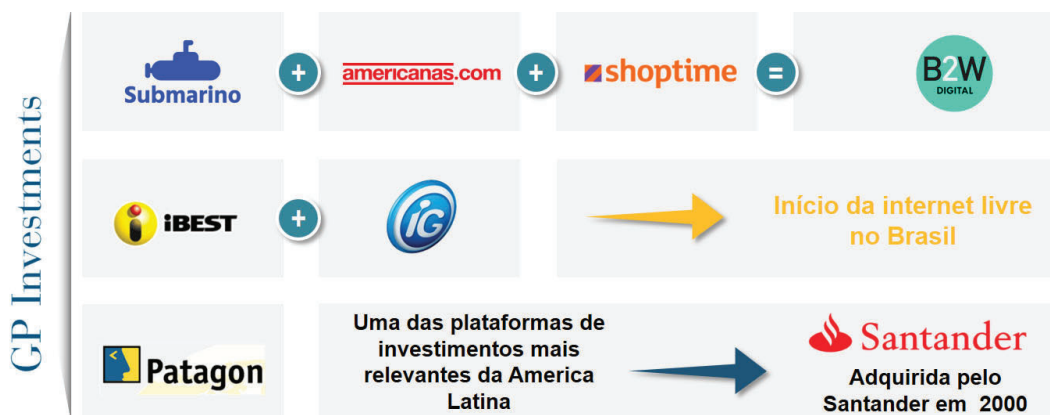 GP Investments
Submarino
+
americanas.com
+
shoptime
=
B2W
DIGITAL
iBEST
+
iG
Início da internet livre
no Brasil
Patagon
Uma das plataformas de
investimentos mais
relevantes da America
Latina
Santander
Adquirida pelo
Santander em 2000